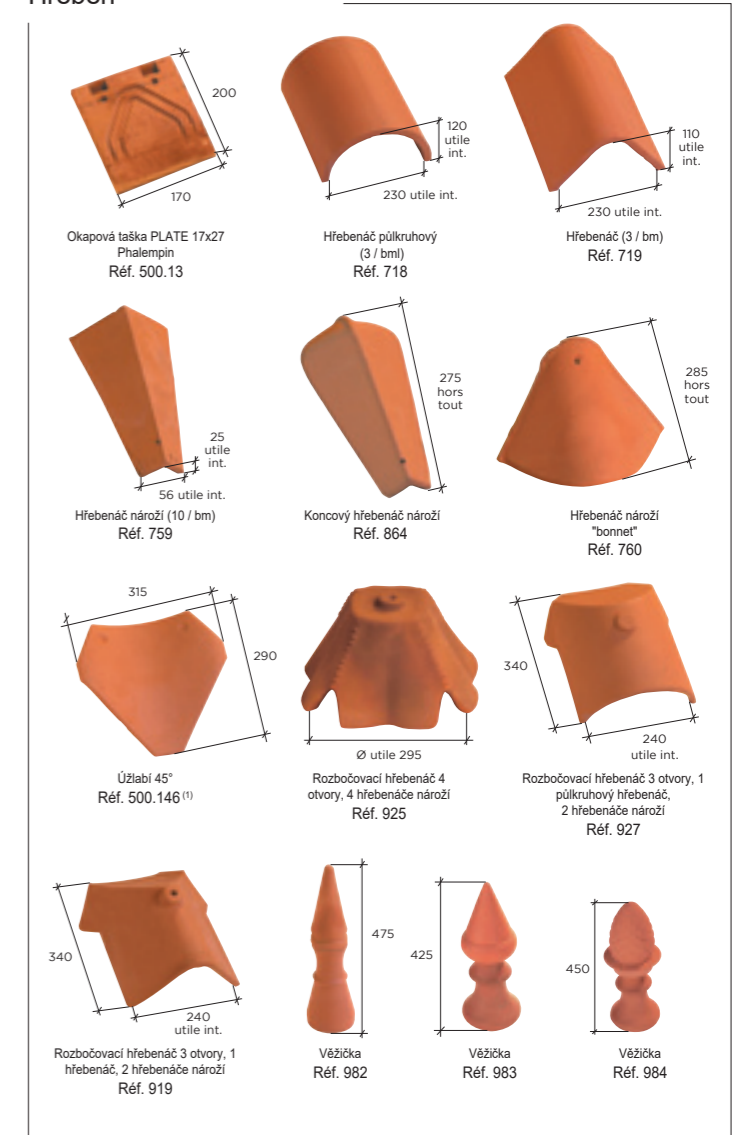 Hřeben
200
170
Okapová taška PLATE 17x27
Phalempin
Réf. 500.13
120
utile
int.
230 utile int.
Hřebenáč půlkruhový
(3 / bml)
Réf. 718
110
utile
int.
230 utile int.
Hřebenáč (3 / bm)
Réf. 719
25
utile
int.
56 utile int.
Hřebenáč nároží (10 / bm)
Réf. 759
275
hors
tout
Koncový hřebenáč nároží
Réf. 864
285
hors
tout
Hřebenáč nároží
"bonnet"
Réf. 760
315
290
Úžlabí 45°
Réf. 500.146 (1)
Ø utile 295
Rozbočovací hřebenáč 4
otvory, 4 hřebenáče nároží
Réf. 925
340
240
utile int.
Rozbočovací hřebenáč 3 otvory, 1
půlkruhový hřebenáč,
2 hřebenáče nároží
Réf. 927
340
240
utile int.
Rozbočovací hřebenáč 3 otvory, 1
hřebenáč, 2 hřebenáče nároží
Réf. 919
475
Věžička
Réf. 982
425
Věžička
Réf. 983
450
Věžička
Réf. 984